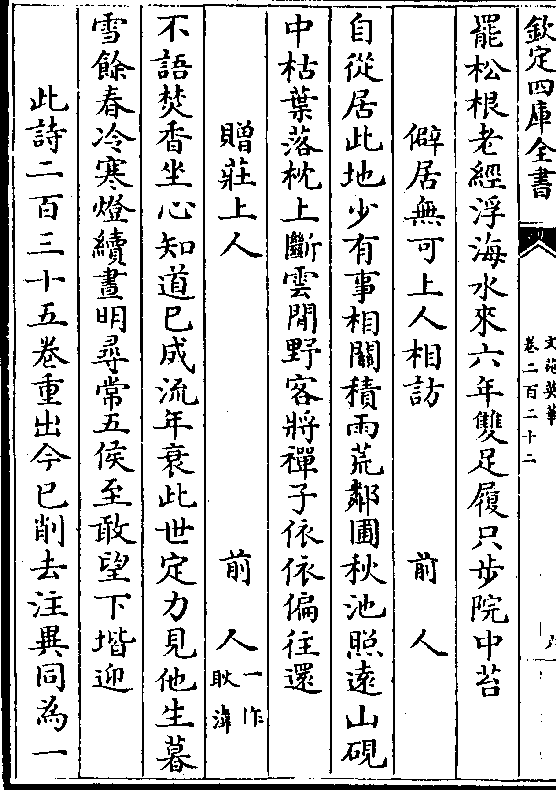 欽定四庫全書
文苑英華
卷二百二十二
罷松根老經浮海水來六年雙足履只步院中苔
僻居無可上人相訪 前人
自從居此地少有事相關積雨荒鄰圃秋池照遠山硯
中枯葉落枕上斷雲閒野客將禪子依依偏往還
贈莊上人 前人一作耿湋
不語焚香坐心知道已成流年衰此世定力見他生暮
雪餘春冷寒燈續晝明尋常五侯至敢望下堦迎
此詩二百三十五卷重出今已削去注異同為一